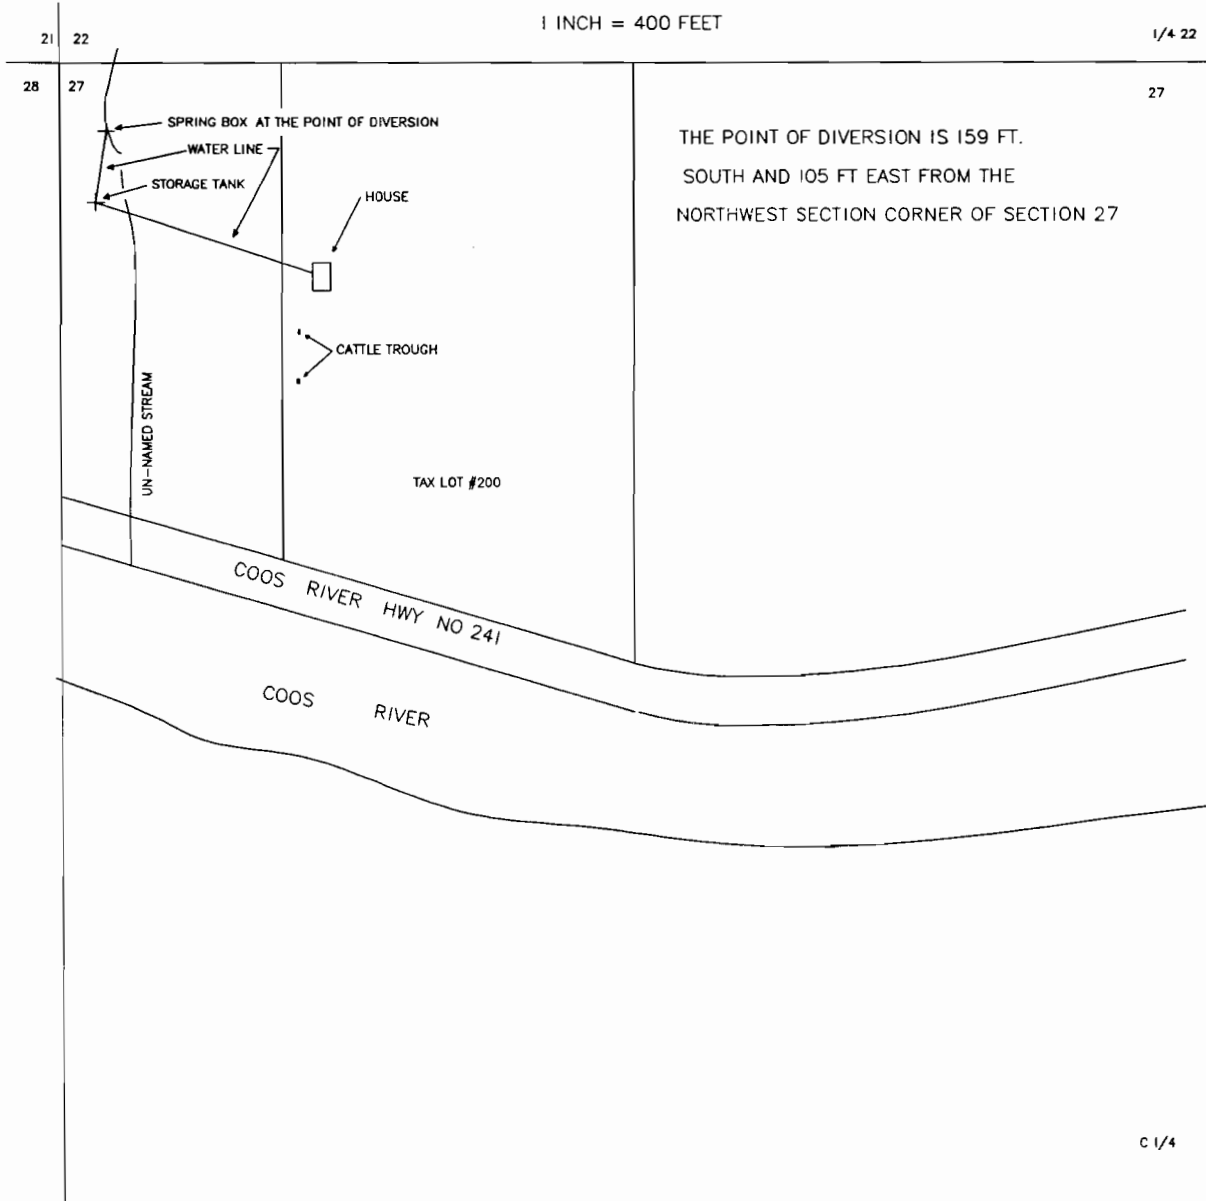 1 INCH = 400 FEET
21 22
1/4 22
28 27
27
SPRING BOX AT THE POINT OF DIVERSION
WATER LINE
STORAGE TANK
HOUSE
THE POINT OF DIVERSION IS 159 FT.
SOUTH AND 105 FT EAST FROM THE
NORTHWEST SECTION CORNER OF SECTION 27
CATTLE TROUGH
UN-NAMED STREAM
TAX LOT #200
COOS RIVER HWY NO 241
COOS RIVER
C 1/4